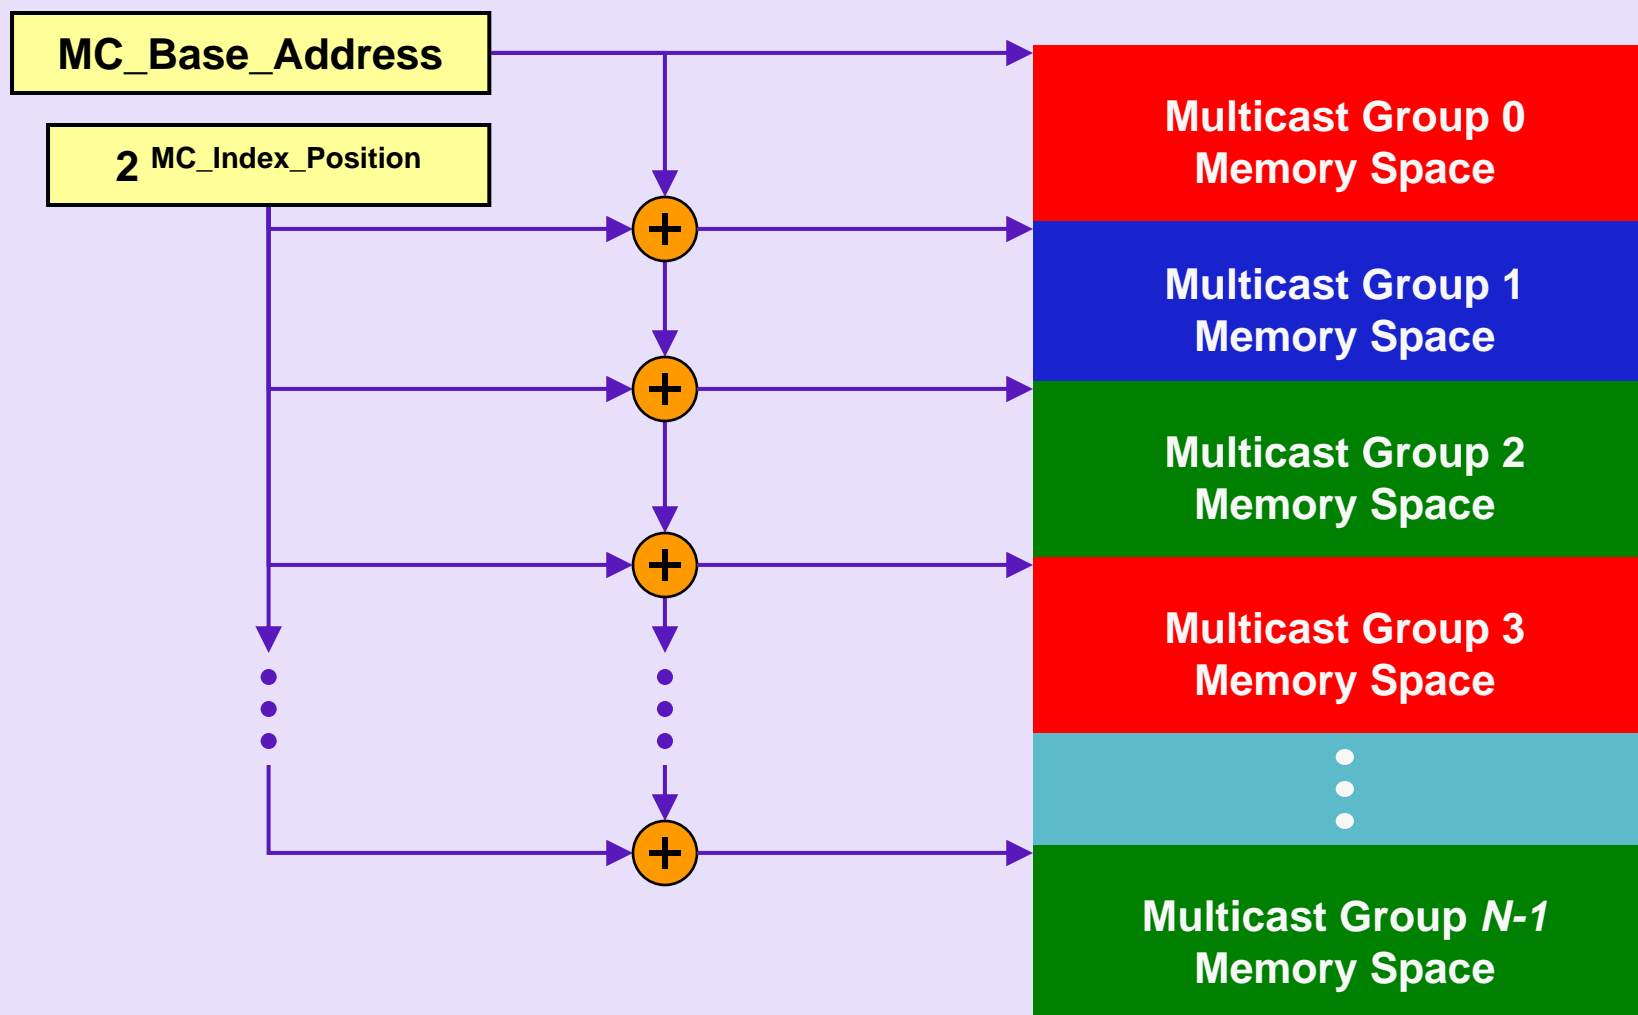 MC_Base_Address
2 MC_Index_Position
Multicast Group 0
Memory Space
Multicast Group 1
Memory Space
Multicast Group 2
Memory Space
Multicast Group 3
Memory Space
Multicast Group N-1
Memory Space